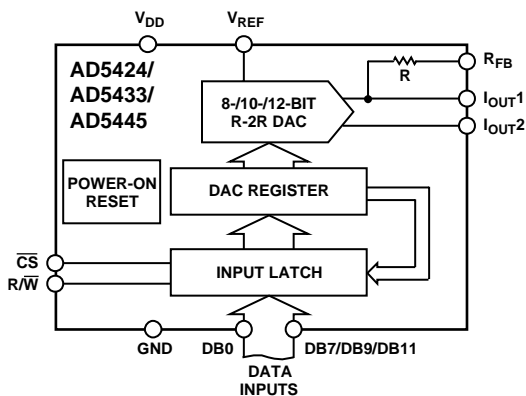 VDD
VREF
AD5424/
AD5433/
AD5445
RFB
R
8-/10-/12-BIT
R-2R DAC
IOUT1
IOUT2
POWER-ON
RESET
DAC REGISTER
CS
R/W
INPUT LATCH
GND
DB0
DB7/DB9/DB11
DATA
INPUTS